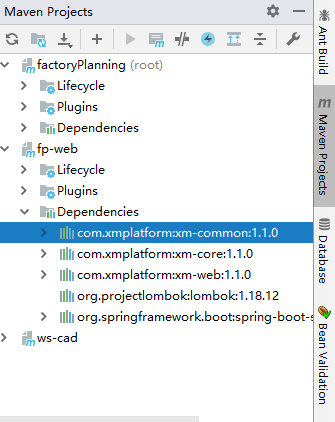 Maven Projects
factoryPlanning (root)
Lifecycle
Plugins
Dependencies
fp-web
Lifecycle
Plugins
Dependencies
com.xmplatform:xm-common:1.1.0
com.xmplatform:xm-core:1.1.0
com.xmplatform:xm-web:1.1.0
org.projectlombok:lombok:1.18.12
org.springframework.boot:spring-boot-s
ws-cad
Ant Build
m Maven Projects
Database
Bean Validation